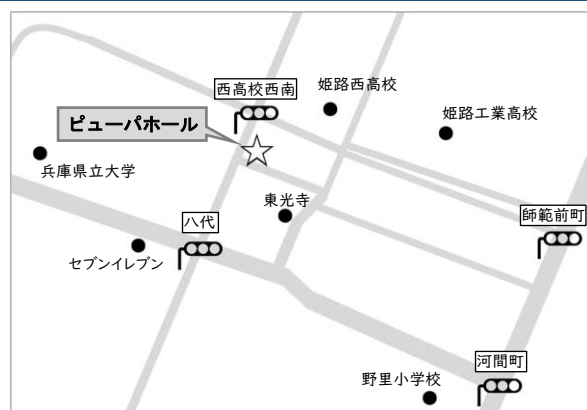 西高校西南
姫路西高校
ピューパホール
姫路工業高校
兵庫県立大学
東光寺
八代
師範前町
セブンイレブン
河間町
野里小学校